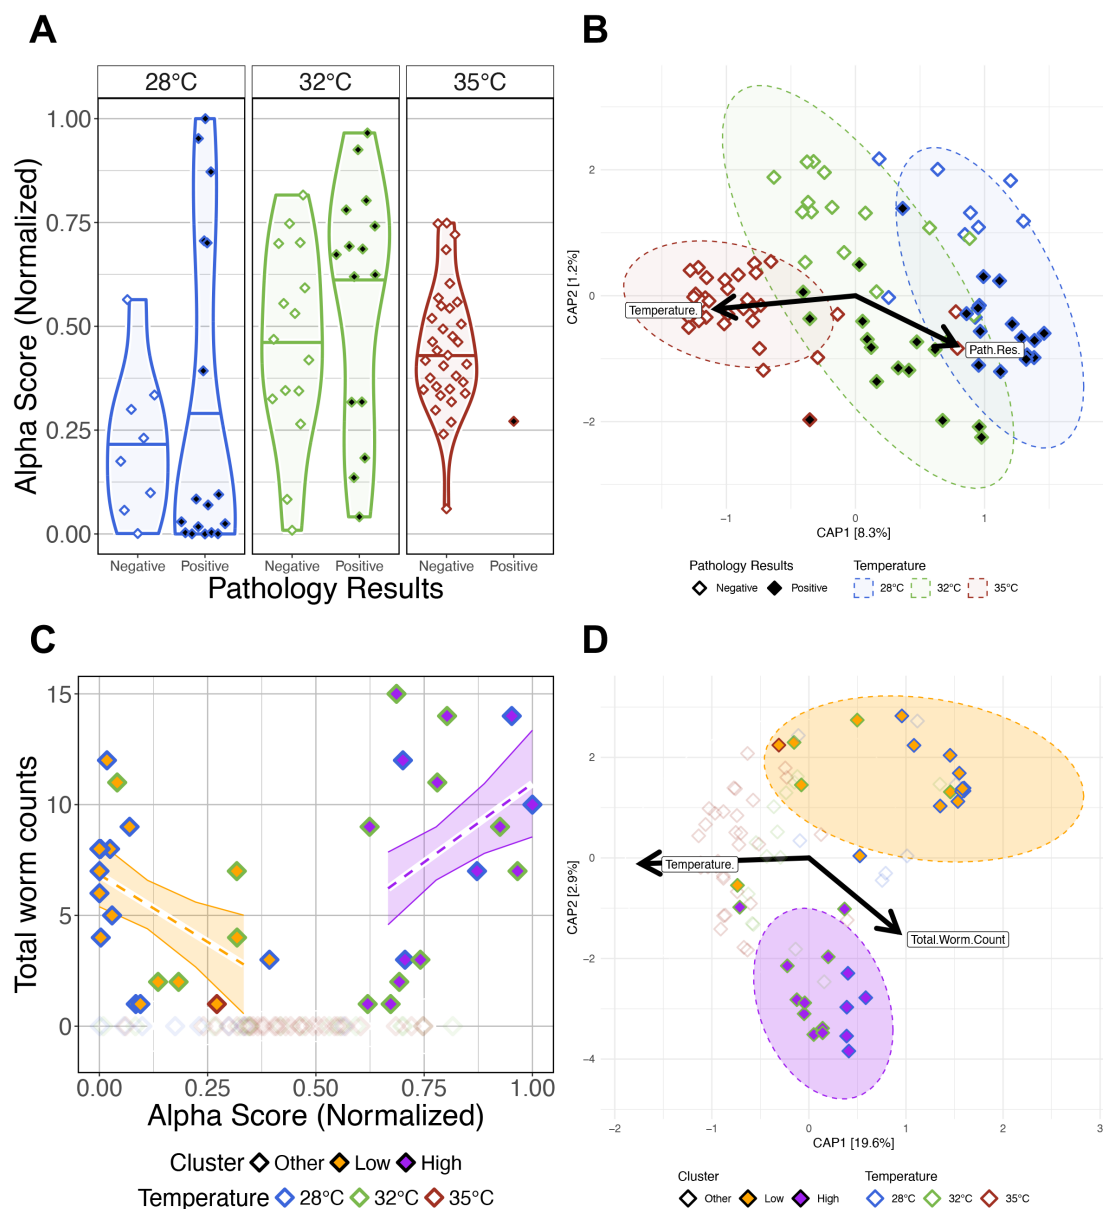 A
28°C
32°C
35°C
Alpha Score (Normalized)
1.00
0.75
0.50
0.25
0.00
Negative
Positive
Negative
Positive
Negative
Positive
Pathology Results
B
CAP2 [1.2%]
2
0
−2
Temperature.
Path.Res.
−1
0
1
CAP1 [8.3%]
Pathology Results
Negative
Positive
Temperature
28°C
32°C
35°C
C
Total worm counts
15
10
5
0
0.00
0.25
0.50
0.75
1.00
Alpha Score (Normalized)
Cluster
Other
Low
High
Temperature
28°C
32°C
35°C
D
CAP2 [2.9%]
2
0
−2
−4
Temperature.
Total.Worm.Count
−2
−1
0
1
2
3
CAP1 [19.6%]
Cluster
Other
Low
High
Temperature
28°C
32°C
35°C